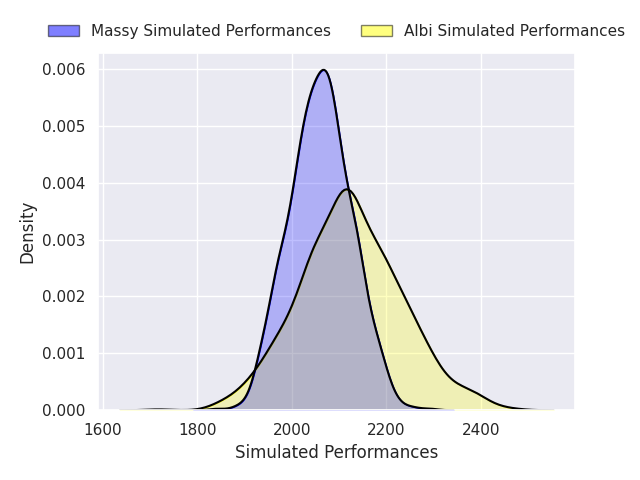 Massy Simulated Performances Albi Simulated Performances
0.006
0.005
0.004
0.003
0.002
0.001
0.000
Density
1600 1800 2000 2200 2400
Simulated Performances